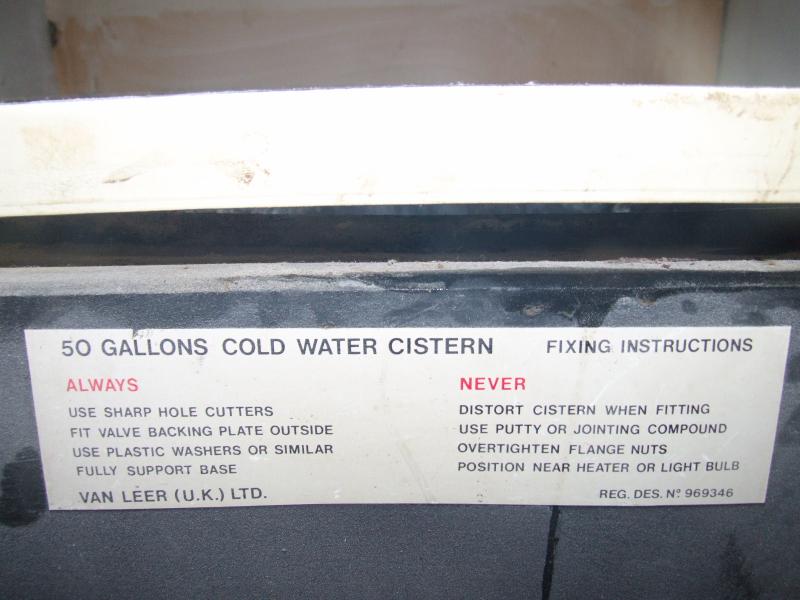 50 GALLONS COLD WATER CISTERN FIXING INSTRUCTIONS
ALWAYS
USE SHARP HOLE CUTTERS
FIT VALVE BACKING PLATE OUTSIDE
USE PLASTIC WASHERS OR SIMILAR
FULLY SUPPORT BASE
VAN LEER (U.K.) LTD.
NEVER
DISTORT CISTERN WHEN FITTING
USE PUTTY OR JOINTING COMPOUND
OVERTIGHTEN FLANGE NUTS
POSITION NEAR HEATER OR LIGHT BULB
REG. DES. Nº 969346